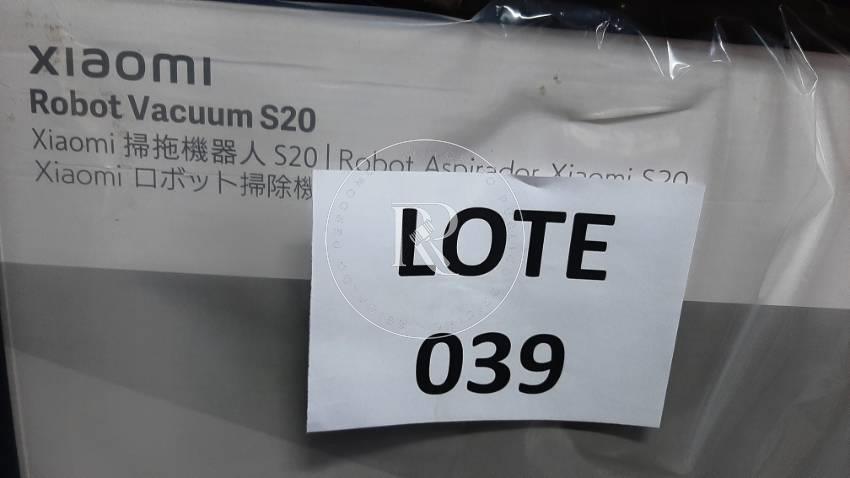 xiaomi
Robot Vacuum S20
Xiaomi 掃拖機器人 S20 | Robot Aspirador Xiaomi S20
Xiaomi ロボット掃除機
LOTE
039